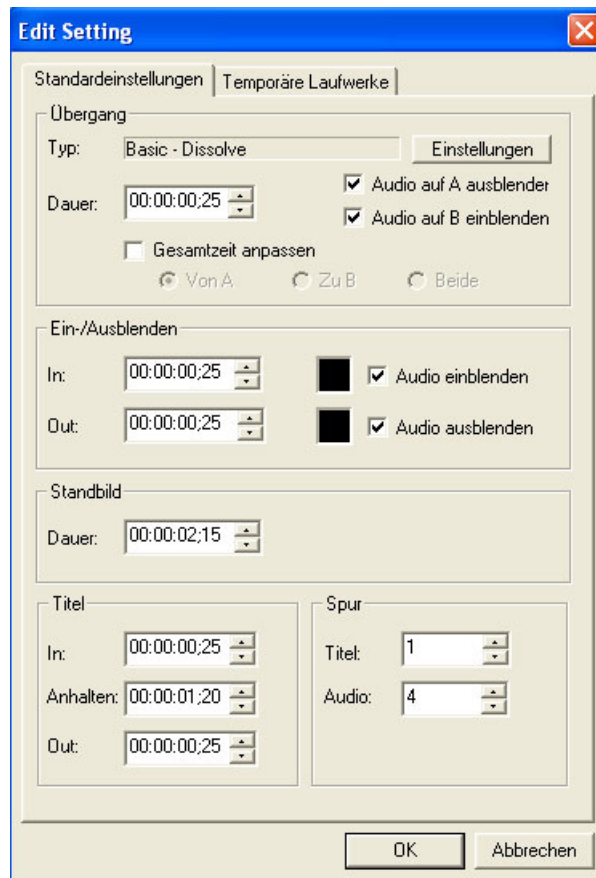 Edit Setting
Standardeinstellungen Temporäre Laufwerke
Übergang
Typ: Basic - Dissolve Einstellungen
Dauer: 00:00:00;25
Audio auf A ausblender
Audio auf B einblenden
Gesamtzeit anpassen
Von A Zu B Beide
Ein-/Ausblenden
In: 00:00:00;25 Audio einblenden
Out: 00:00:00;25 Audio ausblenden
Standbild
Dauer: 00:00:02;15
Titel
In: 00:00:00;25
Anhalten: 00:00:01;20
Out: 00:00:00;25
Spur
Titel: 1
Audio: 4
OK Abbrechen